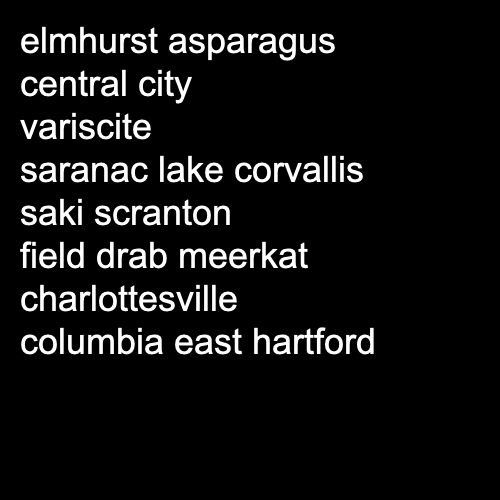 elmhurst asparagus
central city
variscite
saranac lake corvallis
saki scranton
field drab meerkat
charlottesville
columbia east hartford